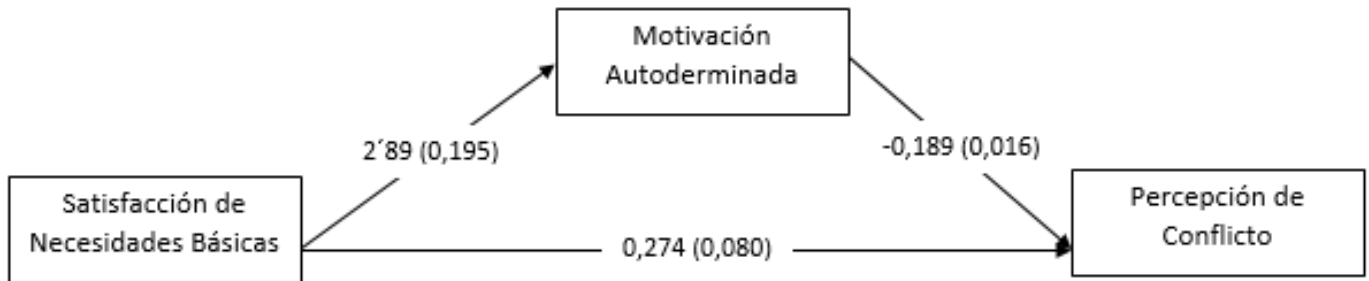 Motivación
Autoderminada
2´89 (0,195)
-0,189 (0,016)
Satisfacción de
Necesidades Básicas
0,274 (0,080)
Percepción de
Conflicto